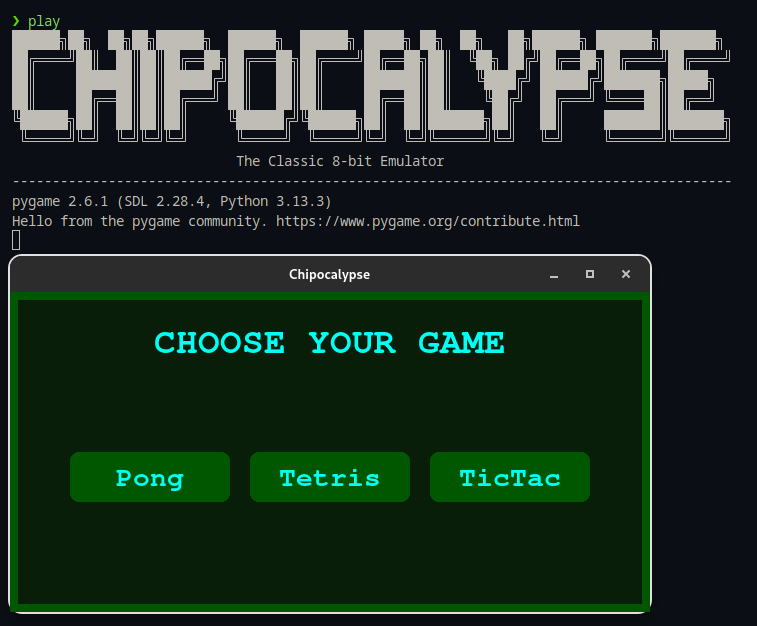 ❯ play
CHIPOCALYPSE
The Classic 8-bit Emulator
------------------------------------------------------------------------------------------
pygame 2.6.1 (SDL 2.28.4, Python 3.13.3)
Hello from the pygame community. https://www.pygame.org/contribute.html
Chipocalypse
CHOOSE YOUR GAME
Pong Tetris TicTac